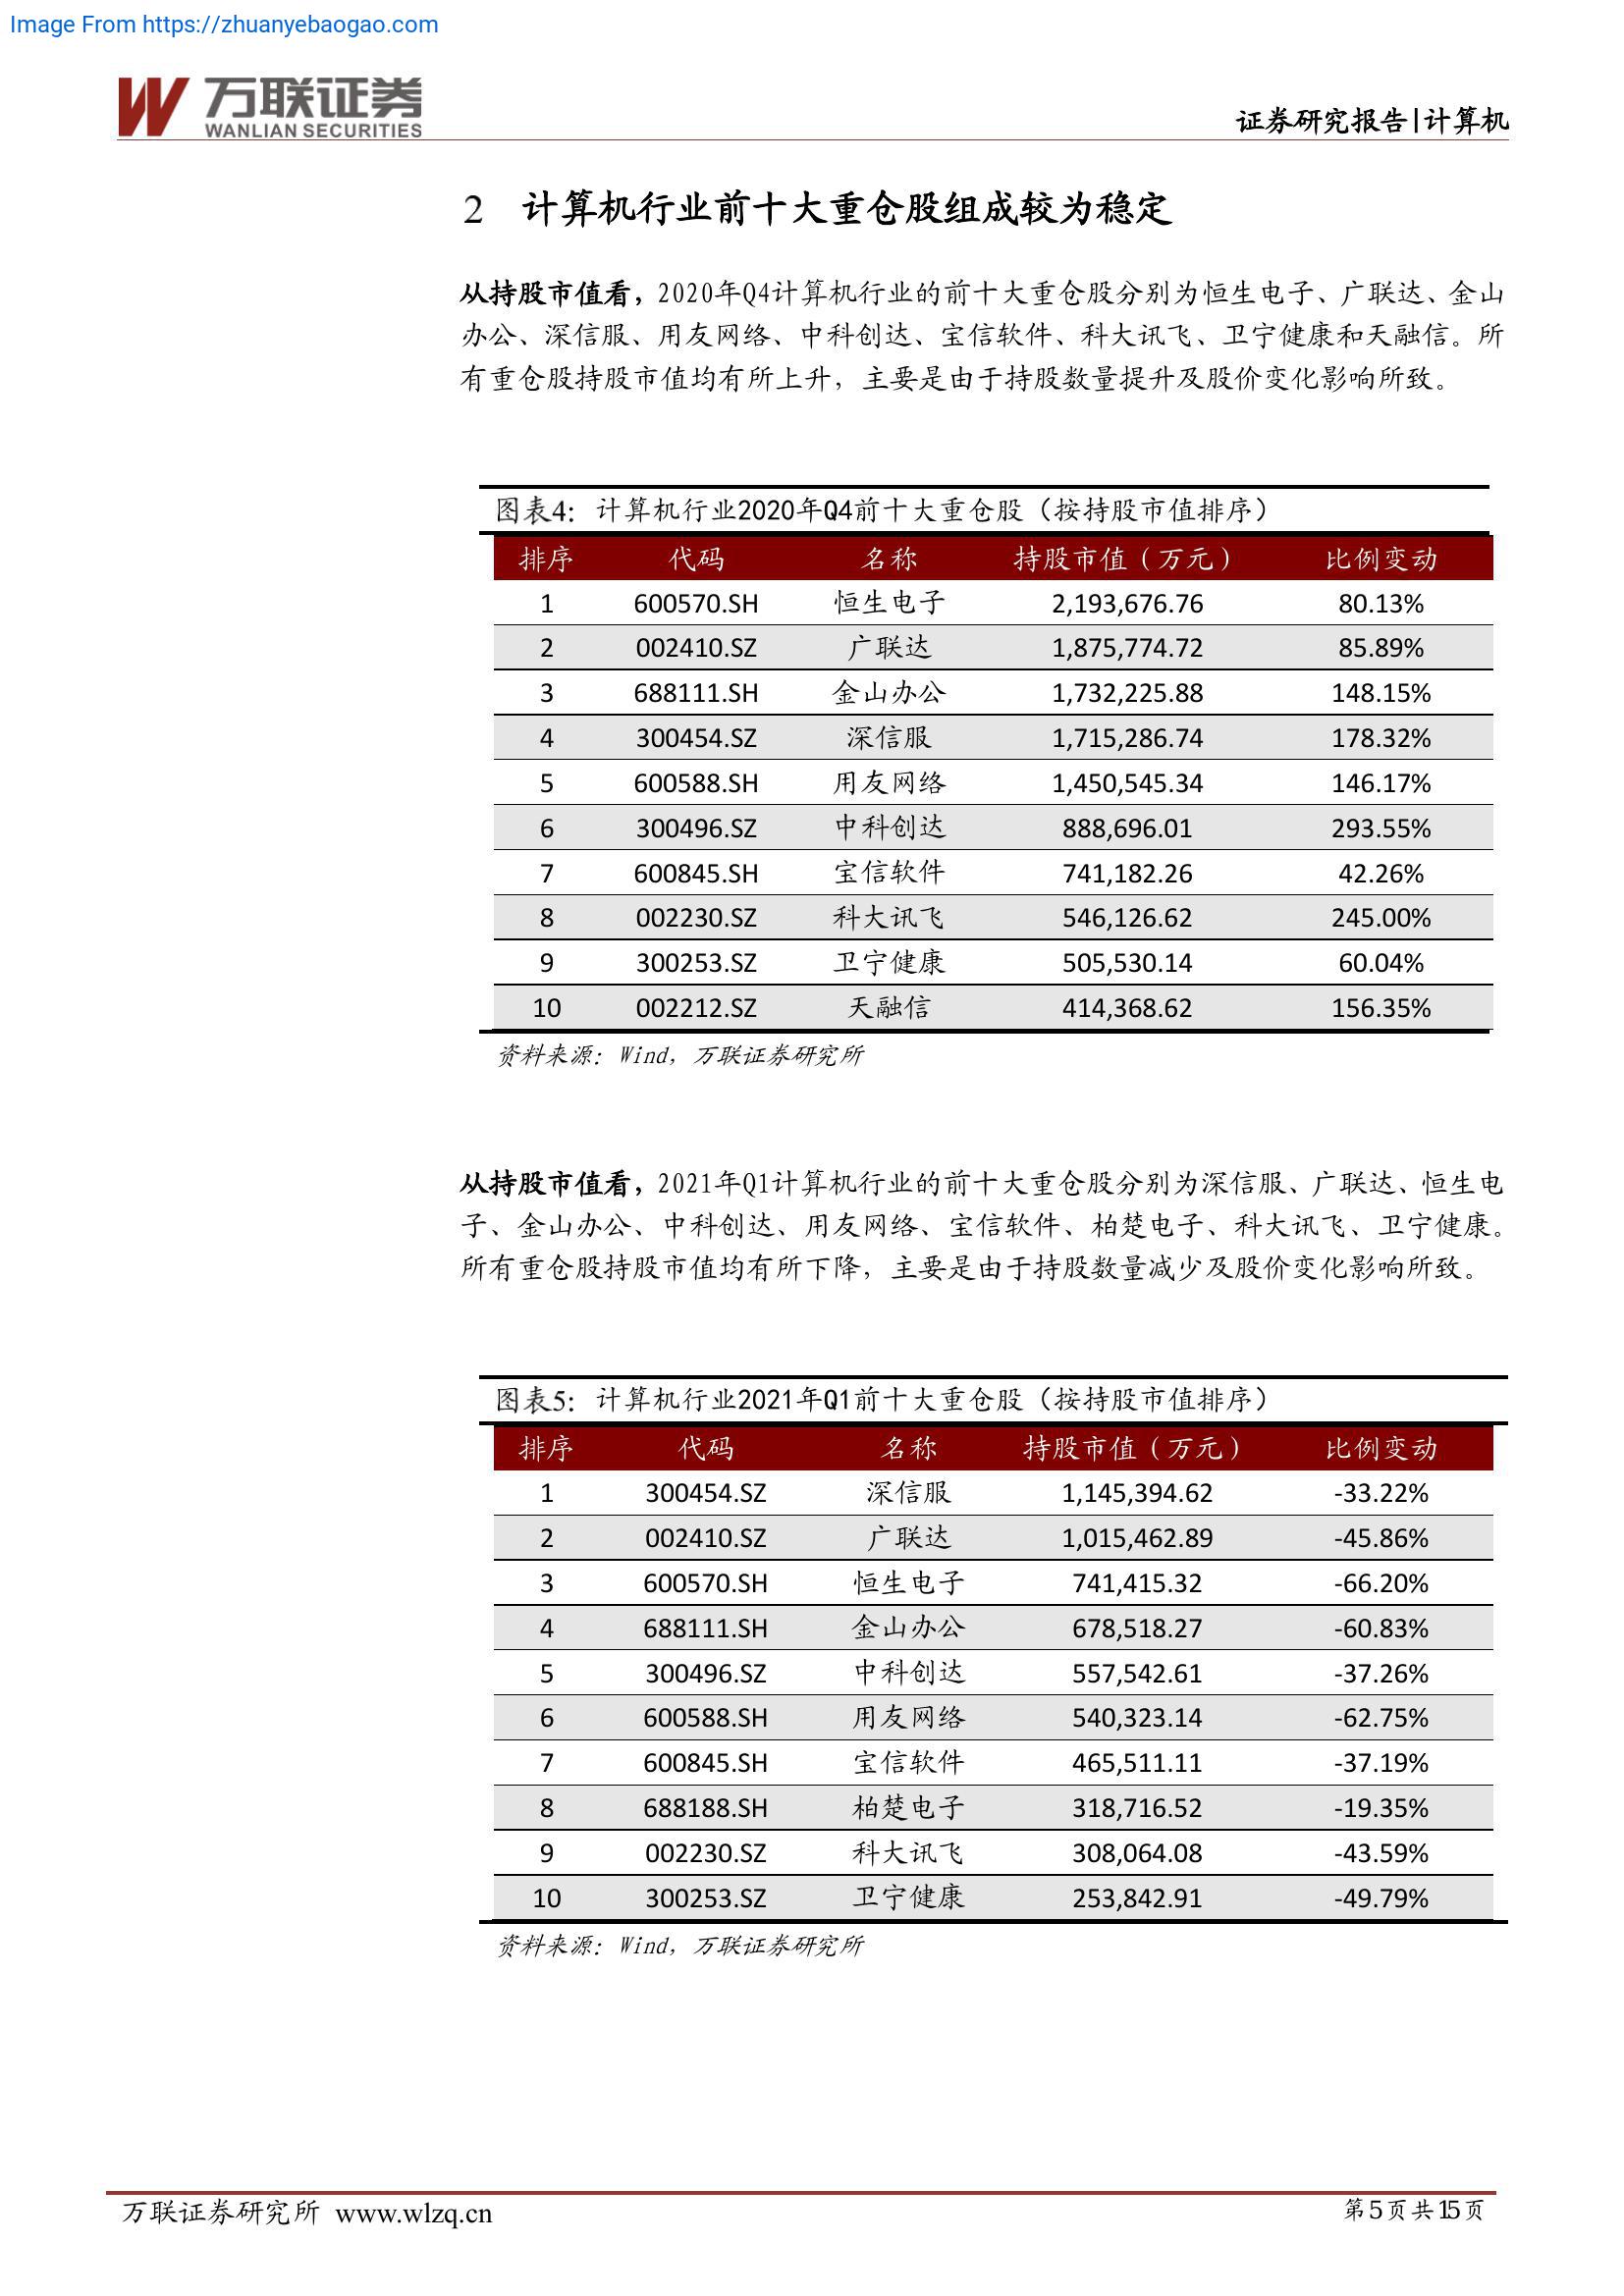 Image From https://zhuanyebaogao.com
万联证券
WANLIAN SECURITIES
证券研究报告|计算机
2 计算机行业前十大重仓股组成较为稳定
从持股市值看，2020年Q4计算机行业的前十大重仓股分别为恒生电子、广联达、金山
办公、深信服、用友网络、中科创达、宝信软件、科大讯飞、卫宁健康和天融信。所
有重仓股持股市值均有所上升，主要是由于持股数量提升及股价变化影响所致。
图表4：计算机行业2020年Q4前十大重仓股（按持股市值排序）
排序 代码 名称 持股市值（万元） 比例变动
1 600570.SH 恒生电子 2,193,676.76 80.13%
2 002410.SZ 广联达 1,875,774.72 85.89%
3 688111.SH 金山办公 1,732,225.88 148.15%
4 300454.SZ 深信服 1,715,286.74 178.32%
5 600588.SH 用友网络 1,450,545.34 146.17%
6 300496.SZ 中科创达 888,696.01 293.55%
7 600845.SH 宝信软件 741,182.26 42.26%
8 002230.SZ 科大讯飞 546,126.62 245.00%
9 300253.SZ 卫宁健康 505,530.14 60.04%
10 002212.SZ 天融信 414,368.62 156.35%
资料来源：Wind，万联证券研究所
从持股市值看，2021年Q1计算机行业的前十大重仓股分别为深信服、广联达、恒生电
子、金山办公、中科创达、用友网络、宝信软件、柏楚电子、科大讯飞、卫宁健康。
所有重仓股持股市值均有所下降，主要是由于持股数量减少及股价变化影响所致。
图表5：计算机行业2021年Q1前十大重仓股（按持股市值排序）
排序 代码 名称 持股市值（万元） 比例变动
1 300454.SZ 深信服 1,145,394.62 -33.22%
2 002410.SZ 广联达 1,015,462.89 -45.86%
3 600570.SH 恒生电子 741,415.32 -66.20%
4 688111.SH 金山办公 678,518.27 -60.83%
5 300496.SZ 中科创达 557,542.61 -37.26%
6 600588.SH 用友网络 540,323.14 -62.75%
7 600845.SH 宝信软件 465,511.11 -37.19%
8 688188.SH 柏楚电子 318,716.52 -19.35%
9 002230.SZ 科大讯飞 308,064.08 -43.59%
10 300253.SZ 卫宁健康 253,842.91 -49.79%
资料来源：Wind，万联证券研究所
万联证券研究所 www.wlzq.cn 第5页共15页